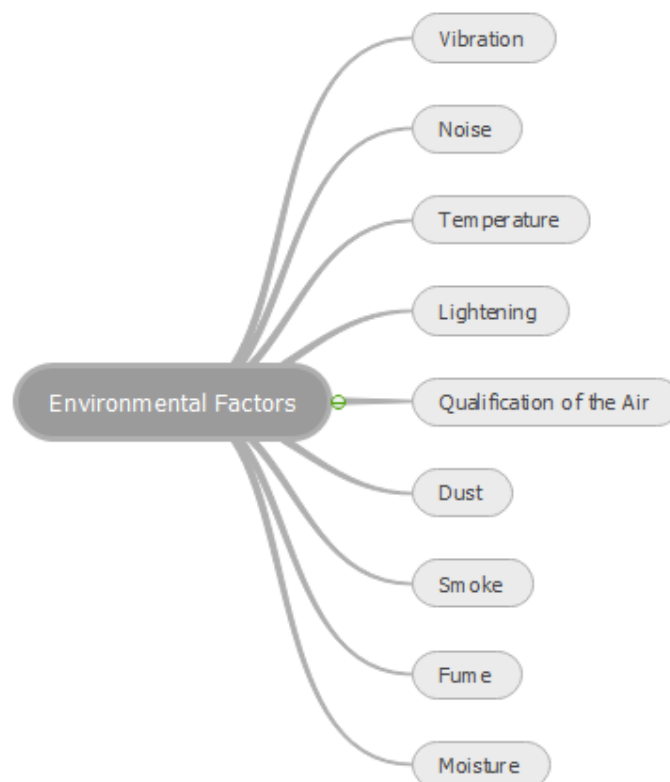 Vibration
Noise
Temperature
Lightening
Environmental Factors
Qualification of the Air
Dust
Smoke
Fume
Moisture